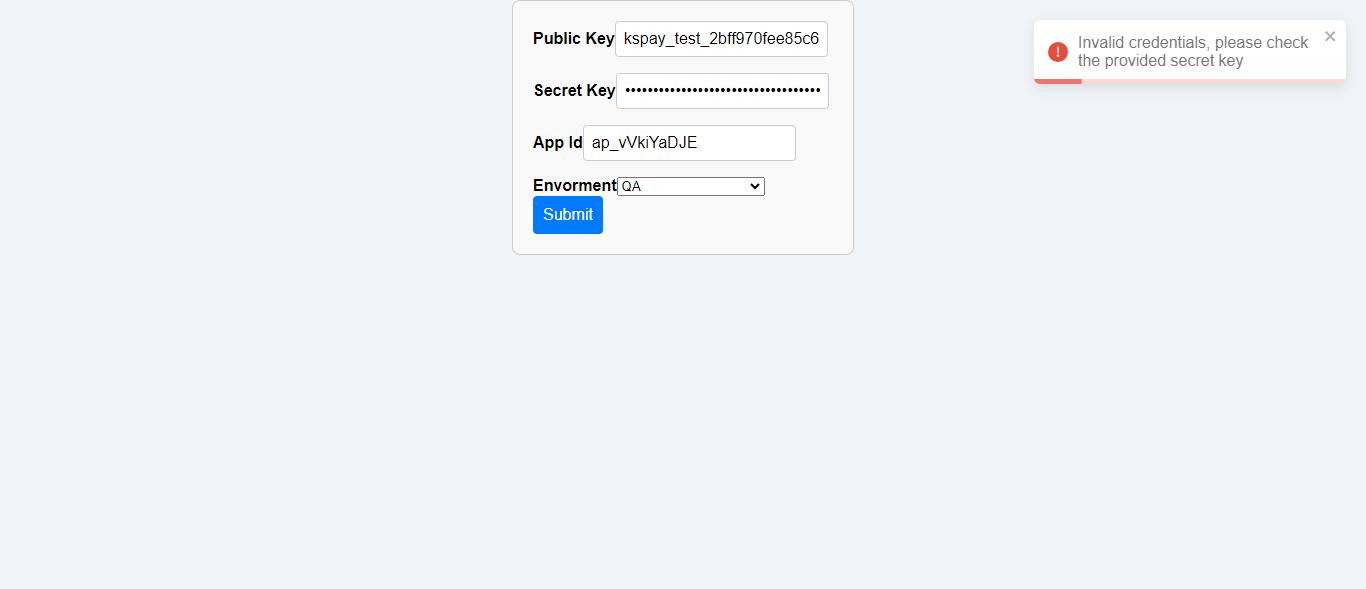 Public Key kspay_test_2bff970fee85c6
Invalid credentials, please check
the provided secret key
Secret Key ••••••••••••••••••••••••••••••••••••
App Id ap_vVkiYaDJE
Envorment QA
Submit